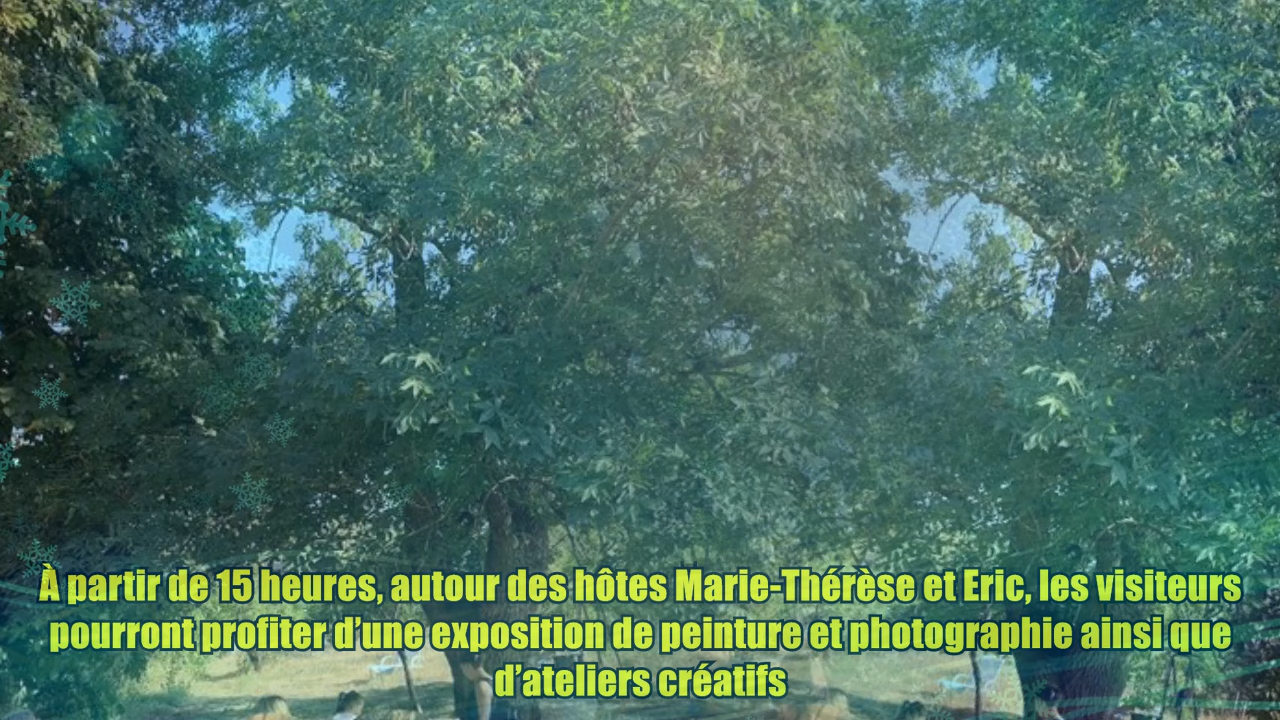 À partir de 15 heures, autour des hôtes Marie-Thérèse et Eric, les visiteurs
pourront profiter d’une exposition de peinture et photographie ainsi que
d’ateliers créatifs